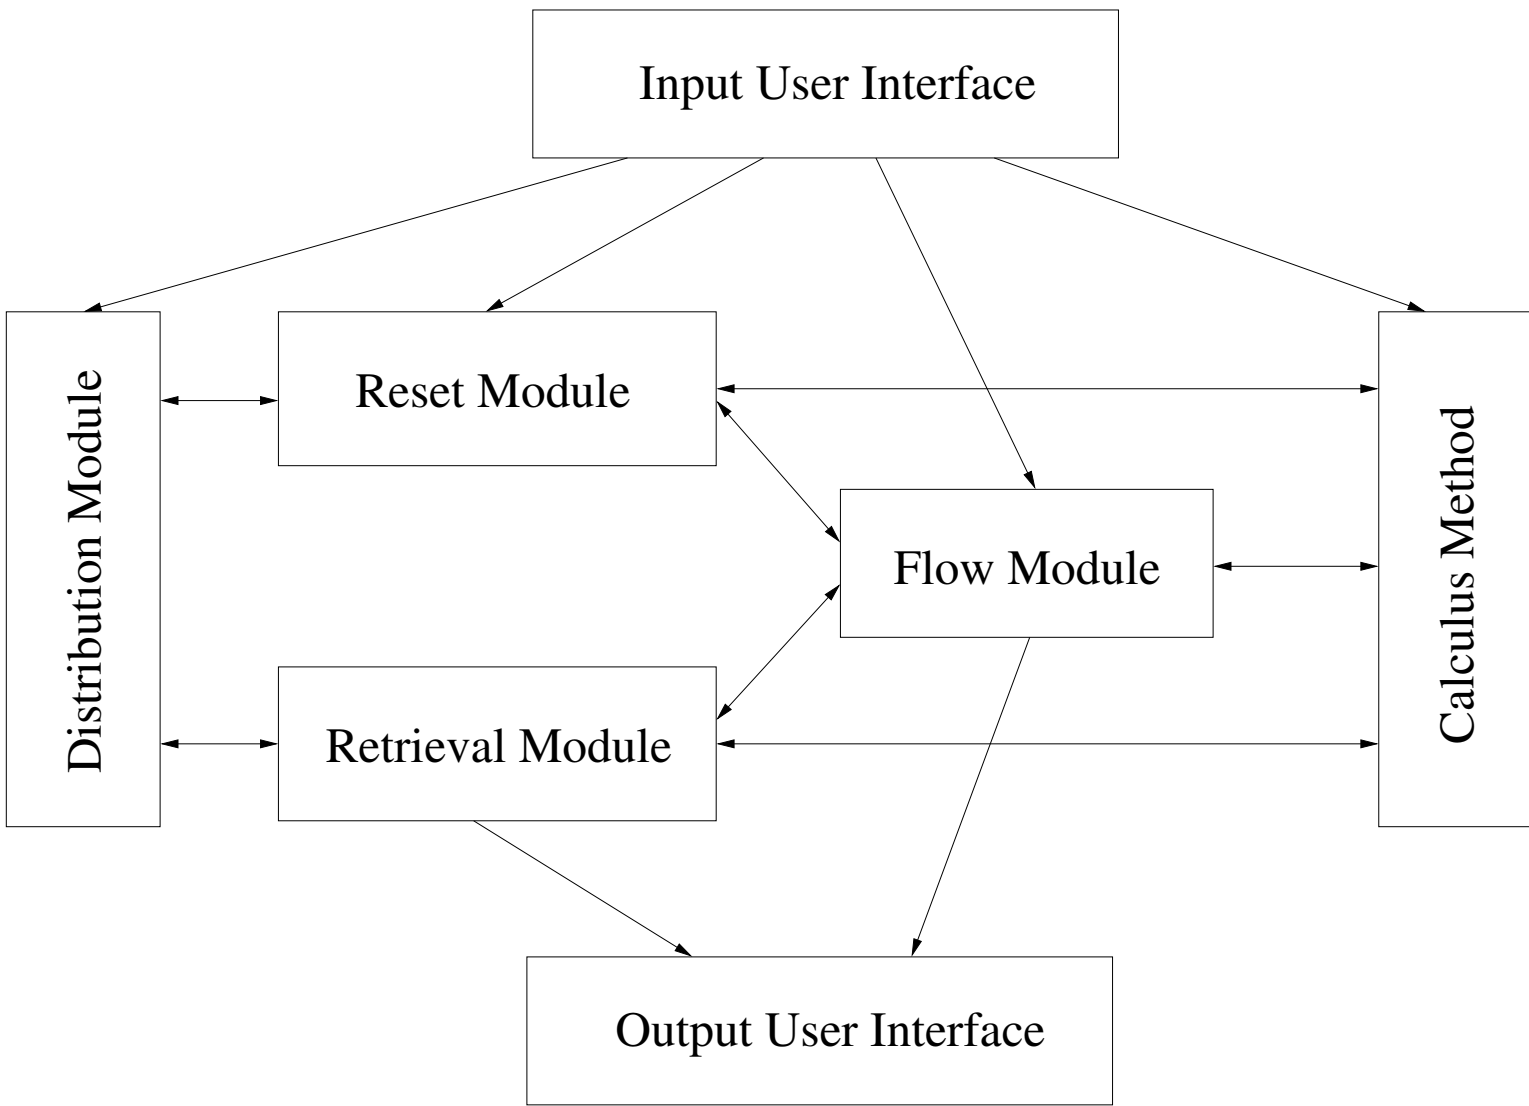 Input User Interface
Distribution Module
Reset Module
Calculus Method
Flow Module
Retrieval Module
Output User Interface